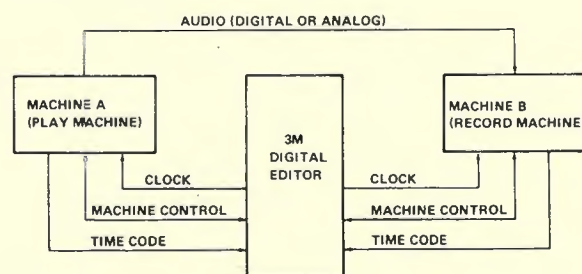 AUDIO (DIGITAL OR ANALOG)
MACHINE A
(PLAY MACHINE)
3M
DIGITAL
EDITOR
MACHINE B
(RECORD MACHINE)
CLOCK
CLOCK
MACHINE CONTROL
MACHINE CONTROL
TIME CODE
TIME CODE